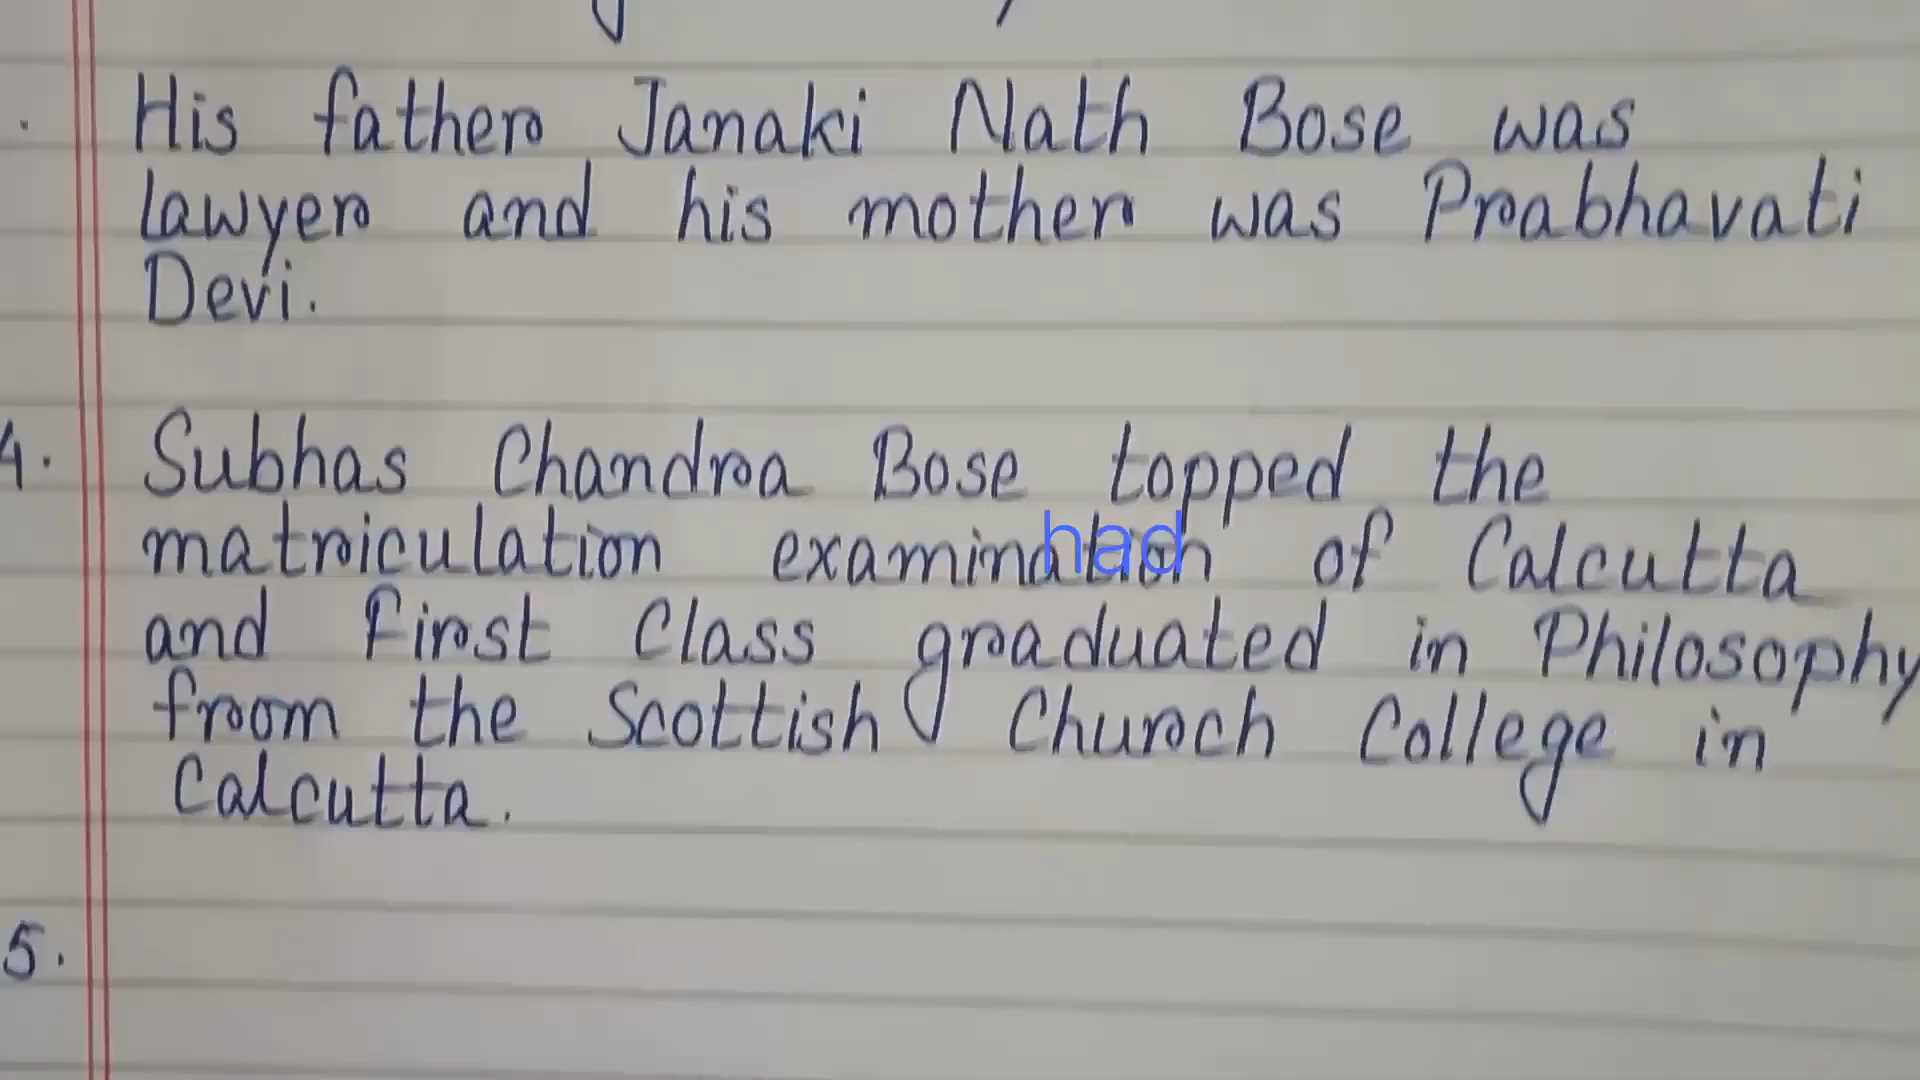 His father Janaki Nath Bose was
lawyer and his mother was Prabhavati
Devi.
4. Subhas Chandra Bose topped the
matriculation examination of Calcutta
had
and first Class graduated in Philosophy
from the Scottish Church College in
Calcutta.
5.